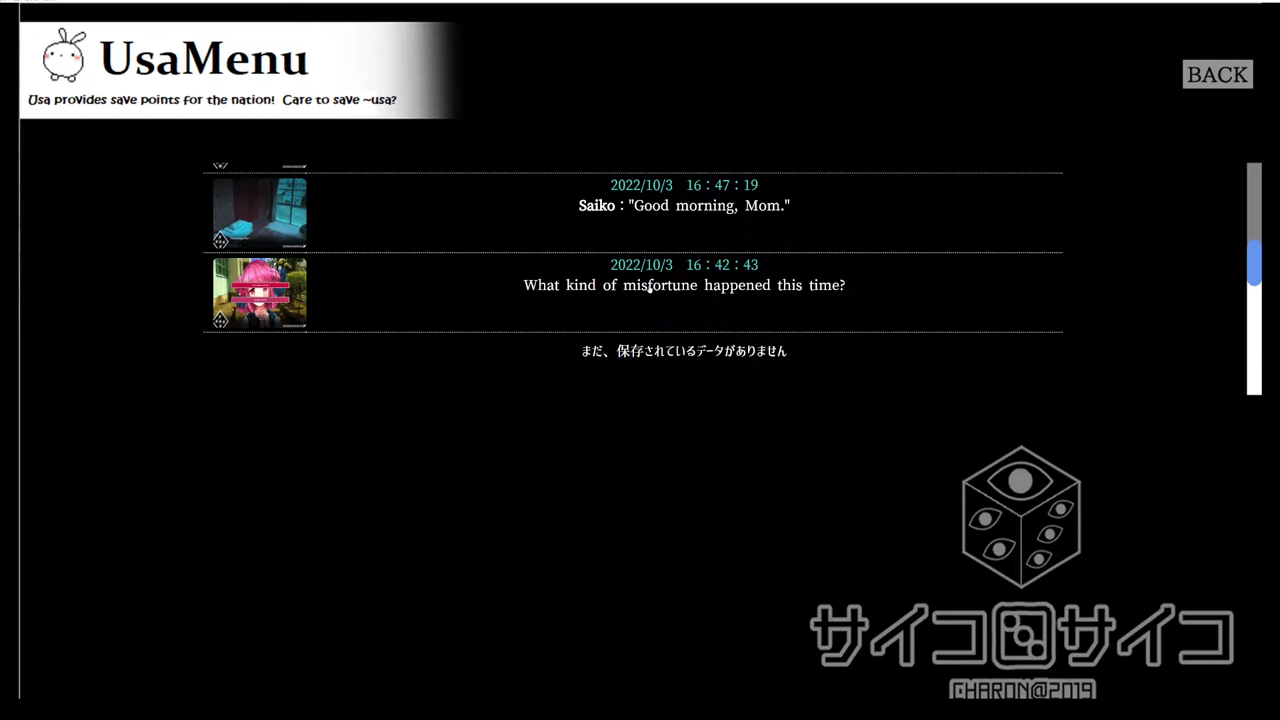 UsaMenu
Usa provides save points for the nation! Care to save ~usa?
BACK
2022/10/3 16：47：19
Saiko："Good morning, Mom."
2022/10/3 16：42：43
What kind of misfortune happened this time?
まだ、保存されているデータがありません
サイコロサイコ
CHARON@2019